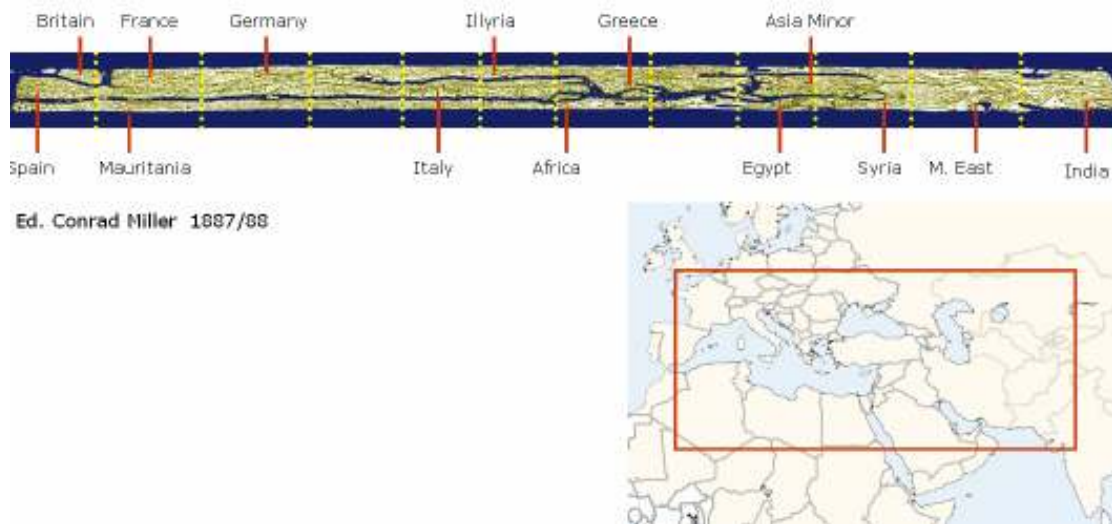 Britain France Germany Illyria Greece Asia Minor
Spain Mauritania Italy Africa Egypt Syria M. East India
Ed. Conrad Miller 1887/88